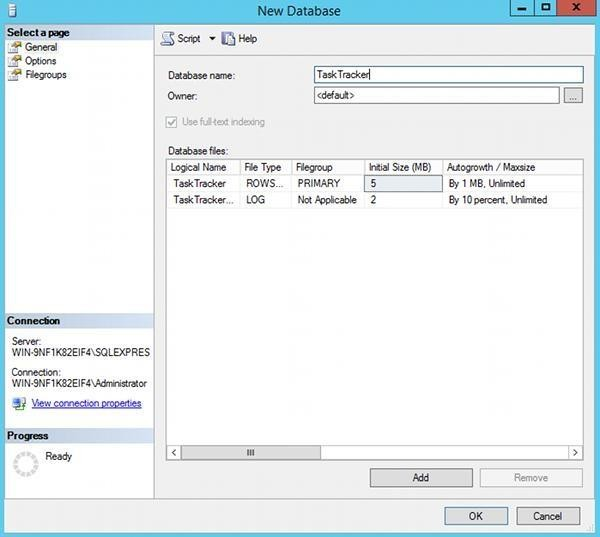 New Database
Select a page
General
Options
Filegroups
Script Help
Database name: TaskTracker
Owner: <default> ...
Use full-text indexing
Database files:
Logical Name File Type Filegroup Initial Size (MB) Autogrowth / Maxsize
TaskTracker ROWS... PRIMARY 5 By 1 MB, Unlimited
TaskTracker... LOG Not Applicable 2 By 10 percent, Unlimited
Connection
Server:
WIN-9NF1K82EIF4\SQLEXPRES
Connection:
WIN-9NF1K82EIF4\Administrator
View connection properties
Progress
Ready
Add Remove
OK Cancel